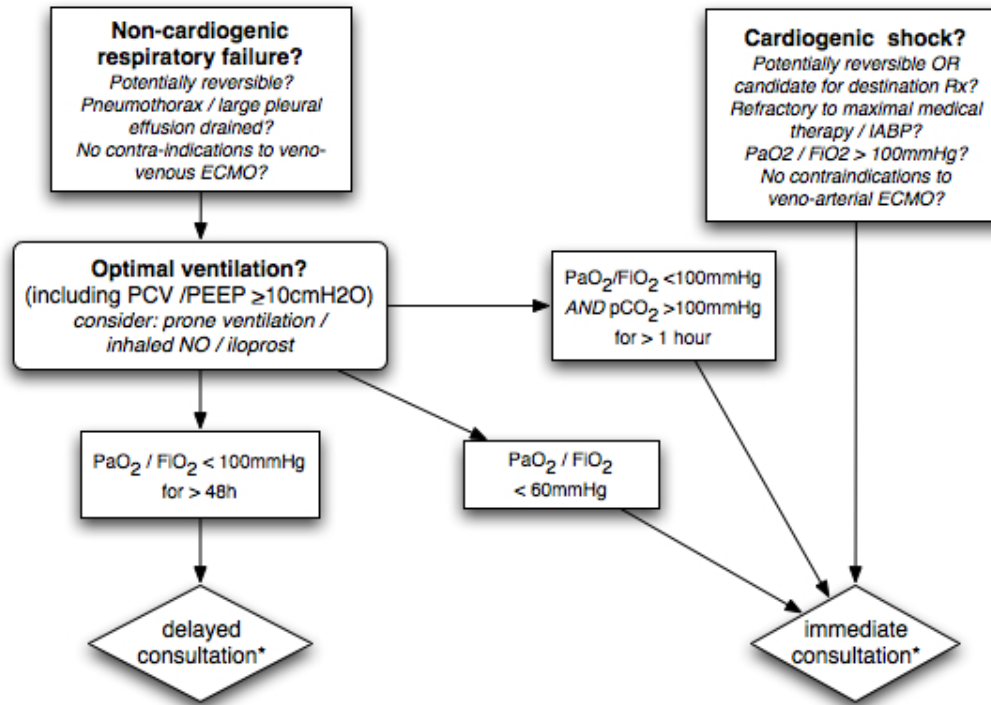 Non-cardiogenic
respiratory failure?
Potentially reversible?
Pneumothorax / large pleural
effusion drained?
No contra-indications to veno-
venous ECMO?
Cardiogenic shock?
Potentially reversible OR
candidate for destination Rx?
Refractory to maximal medical
therapy / IABP?
PaO2 / FiO2 > 100mmHg?
No contraindications to
veno-arterial ECMO?
Optimal ventilation?
(including PCV /PEEP ≥10cmH2O)
consider: prone ventilation /
inhaled NO / iloprost
PaO₂/FiO₂ <100mmHg
AND pCO₂ >100mmHg
for > 1 hour
PaO₂ / FiO₂ < 100mmHg
for > 48h
PaO₂ / FiO₂
< 60mmHg
delayed
consultation*
immediate
consultation*